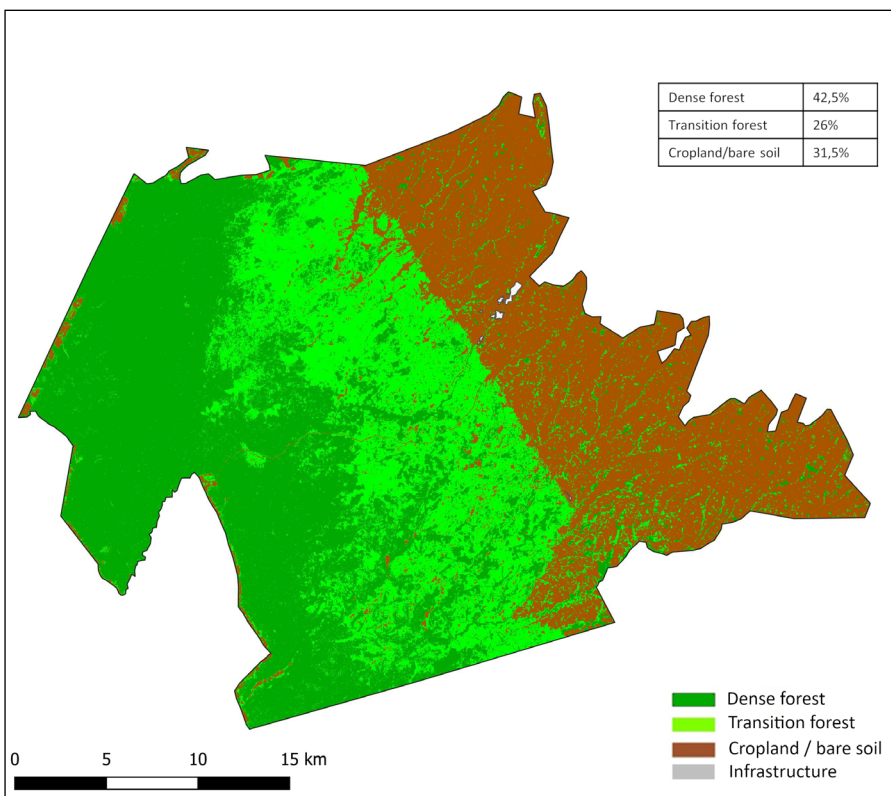 Dense forest 42,5%
Transition forest 26%
Cropland/bare soil 31,5%
Dense forest
Transition forest
Cropland / bare soil
Infrastructure
0 5 10 15 km